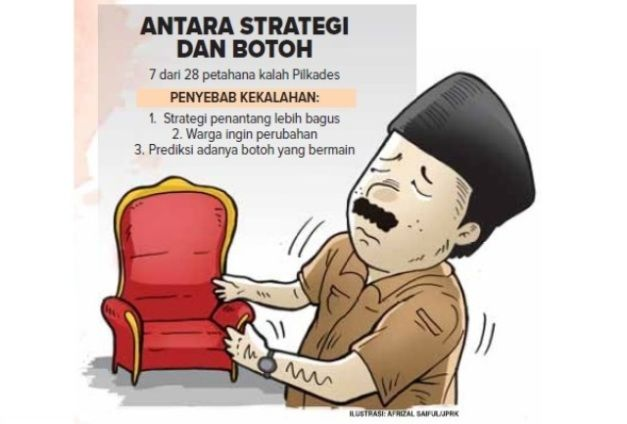 ANTARA STRATEGI
DAN BOTOH
7 dari 28 petahana kalah Pilkades
PENYEBAB KEKALAHAN:
1. Strategi penantang lebih bagus
2. Warga ingin perubahan
3. Prediksi adanya botoh yang bermain
ILUSTRASI: AFRIZAL SAIFUL/JPRK